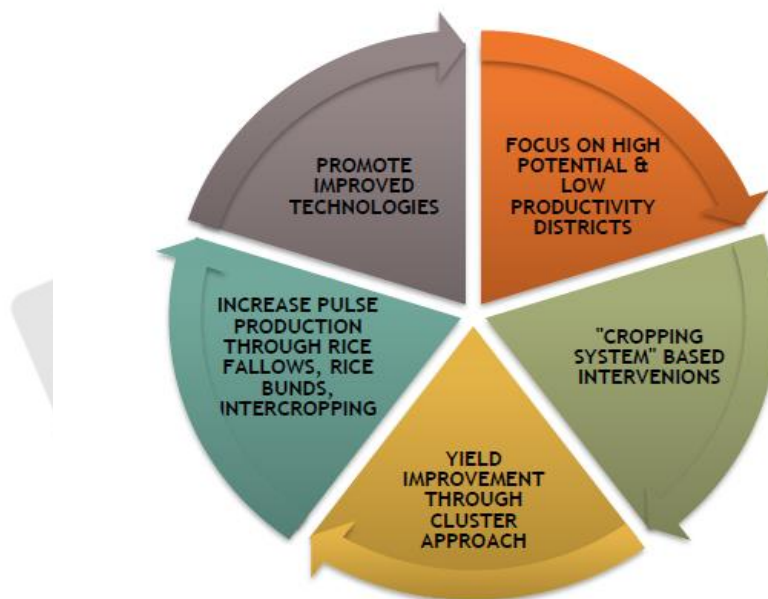 PROMOTE
IMPROVED
TECHNOLOGIES
FOCUS ON HIGH
POTENTIAL &
LOW
PRODUCTIVITY
DISTRICTS
"CROPPING
SYSTEM" BASED
INTERVENIONS
YIELD
IMPROVEMENT
THROUGH
CLUSTER
APPROACH
INCREASE PULSE
PRODUCTION
THROUGH RICE
FALLOWS, RICE
BUNDS,
INTERCROPPING